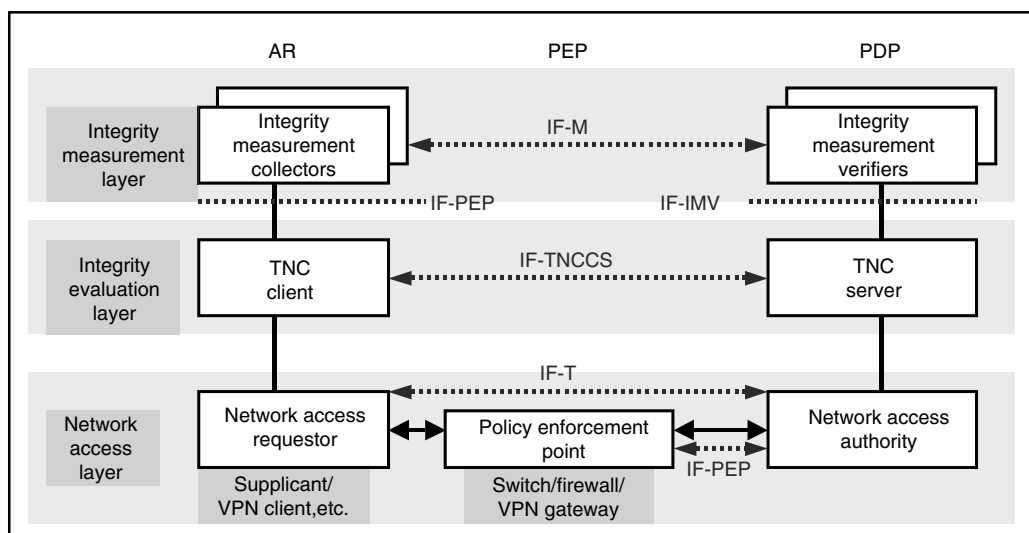 AR
PEP
PDP
Integrity
measurement
layer
Integrity
measurement
collectors
IF-M
Integrity
measurement
verifiers
IF-PEP
IF-IMV
Integrity
evaluation
layer
TNC
client
IF-TNCCS
TNC
server
IF-T
Network
access
layer
Network access
requestor
Policy enforcement
point
Network access
authority
IF-PEP
Supplicant/
VPN client,etc.
Switch/firewall/
VPN gateway